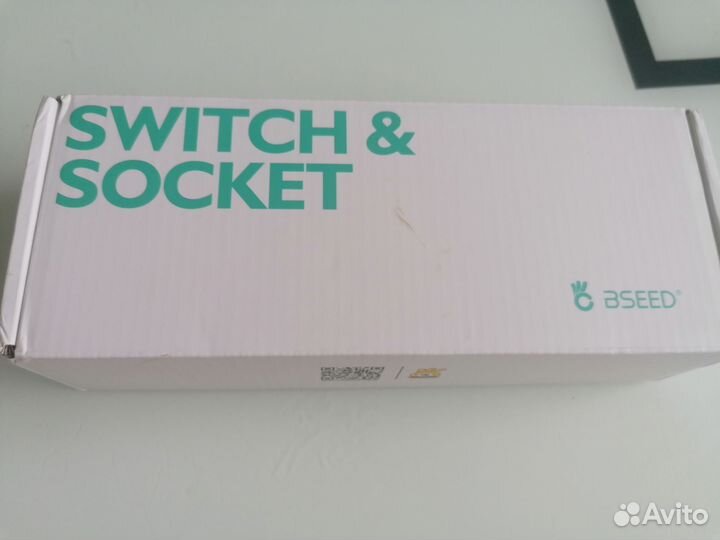 SWITCH &
SOCKET
BSEED®
Avito